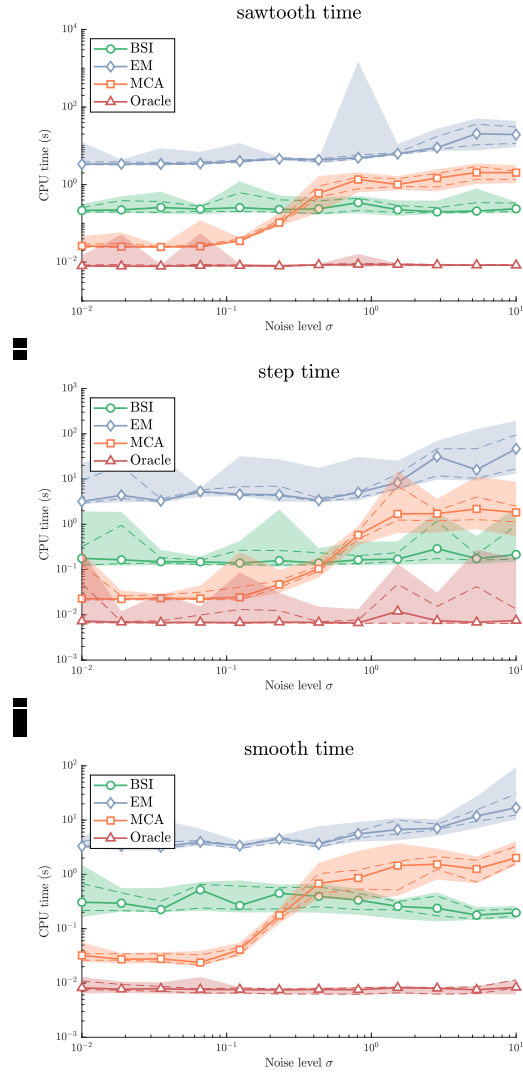 sawtooth time
10^4
10^2
10^0
10^-2
CPU time (s)
BSI
EM
MCA
Oracle
10^-2
10^-1
10^0
10^1
Noise level σ
step time
10^3
10^2
10^1
10^0
10^-1
10^-2
10^-3
CPU time (s)
BSI
EM
MCA
Oracle
10^-2
10^-1
10^0
10^1
Noise level σ
smooth time
10^2
10^1
10^0
10^-1
10^-2
10^-3
CPU time (s)
BSI
EM
MCA
Oracle
10^-2
10^-1
10^0
10^1
Noise level σ